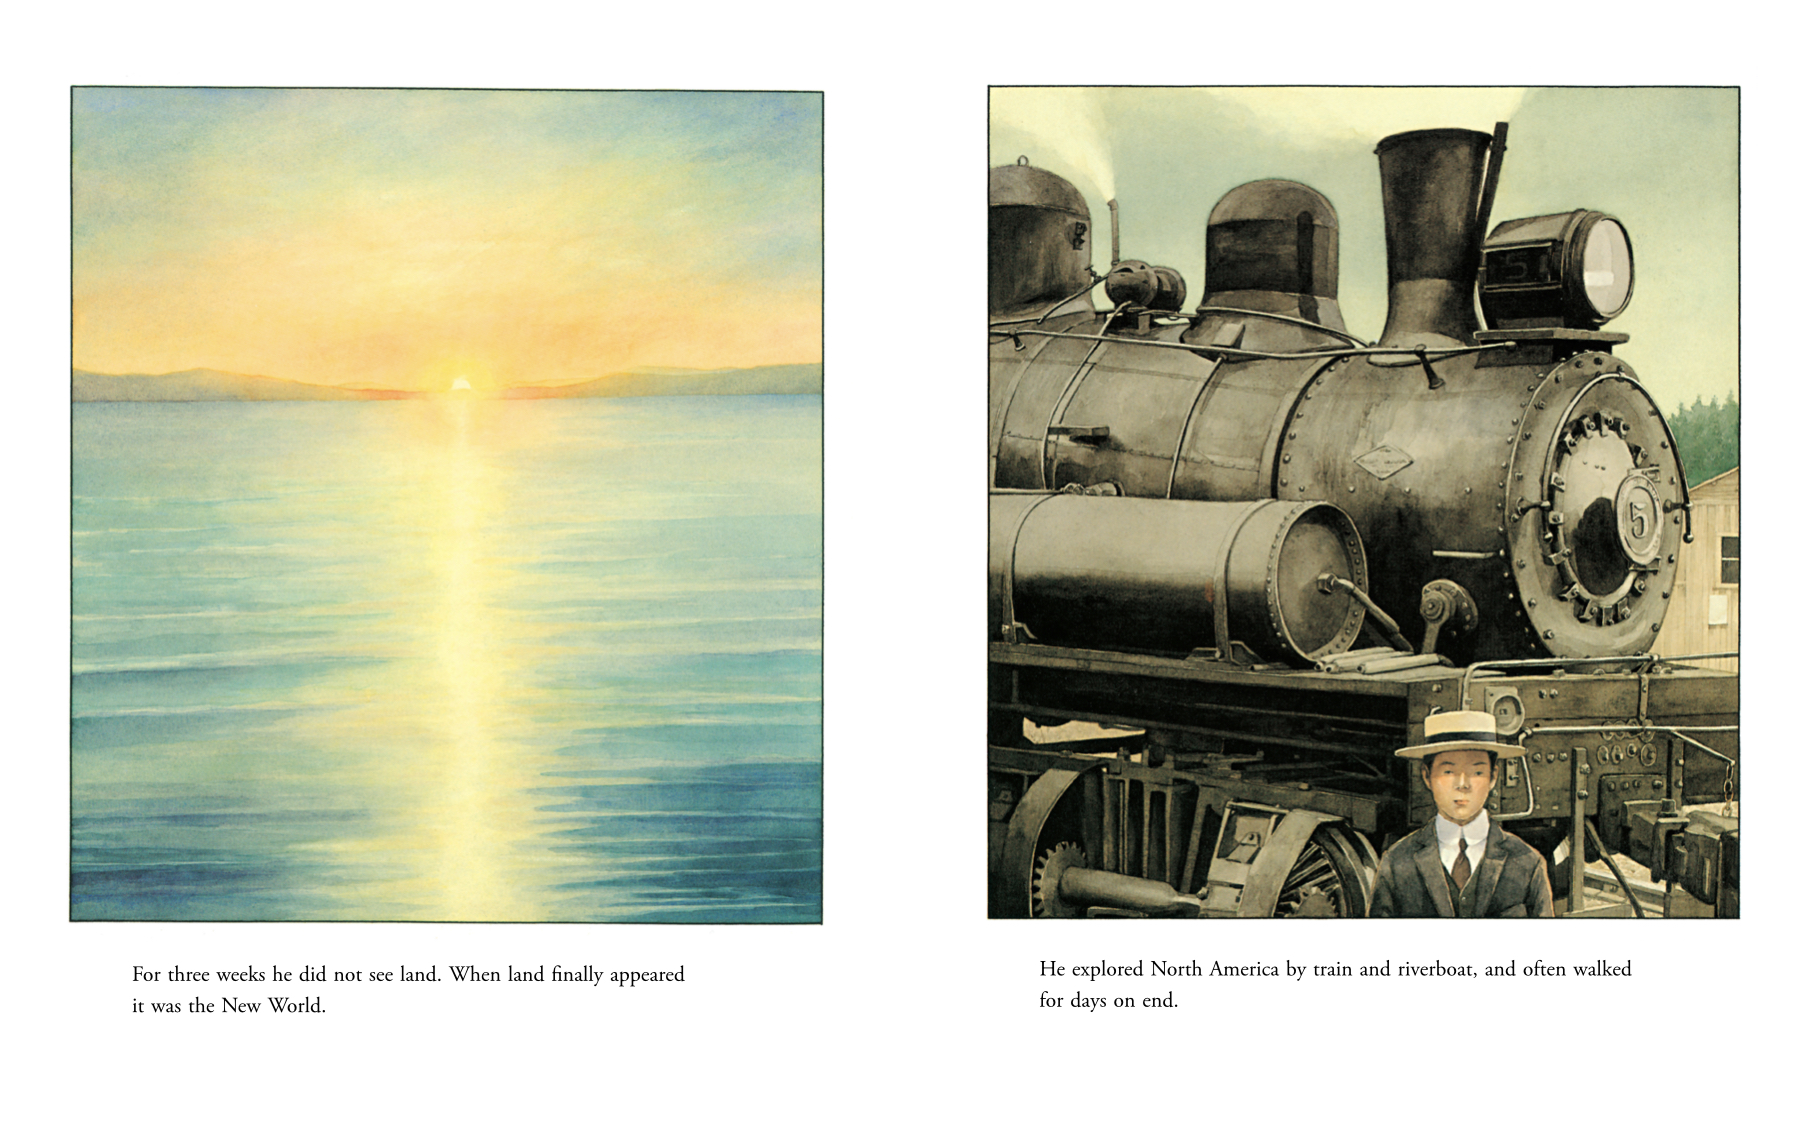 For three weeks he did not see land. When land finally appeared
it was the New World.
5
He explored North America by train and riverboat, and often walked
for days on end.